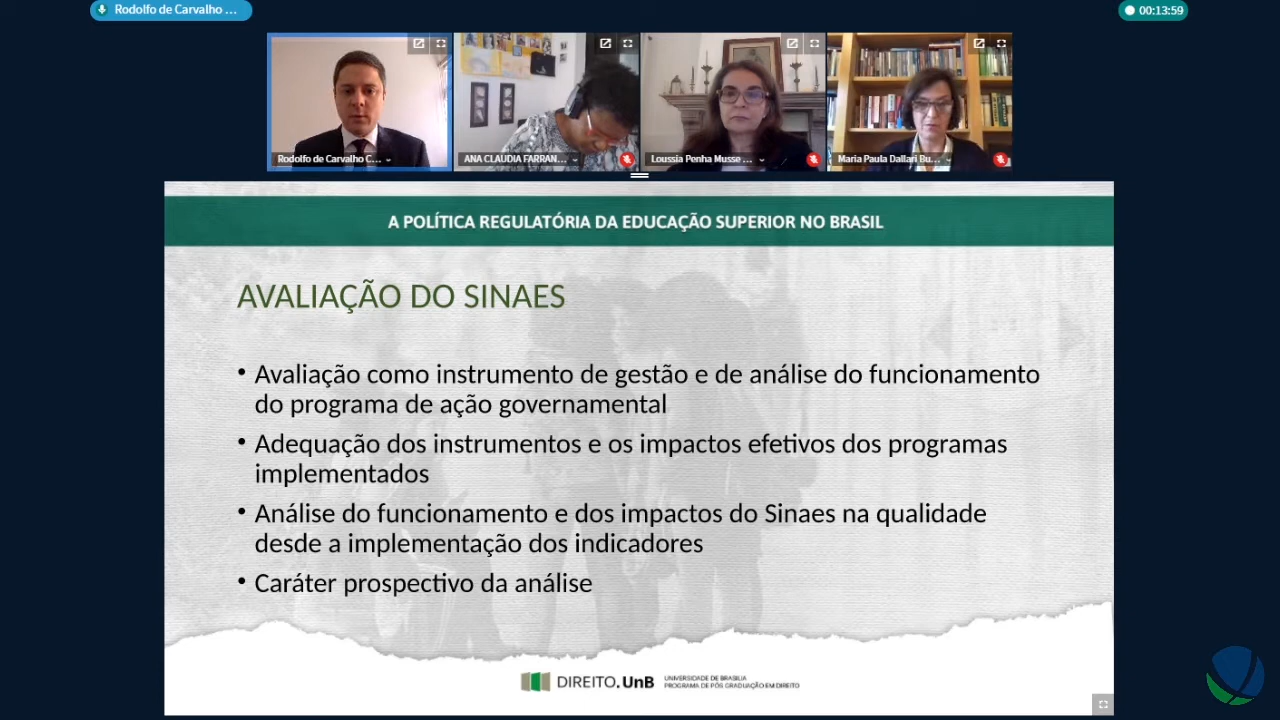 Rodolfo de Carvalho ...
00:13:59
Rodolfo de Carvalho C...
ANA CLAUDIA FARRAN...
Loussia Penha Musse ...
Maria Paula Dallari Bu...
A POLÍTICA REGULATÓRIA DA EDUCAÇÃO SUPERIOR NO BRASIL
AVALIAÇÃO DO SINAES
• Avaliação como instrumento de gestão e de análise do funcionamento
do programa de ação governamental
• Adequação dos instrumentos e os impactos efetivos dos programas
implementados
• Análise do funcionamento e dos impactos do Sinaes na qualidade
desde a implementação dos indicadores
• Caráter prospectivo da análise
DIREITO.UnB
UNIVERSIDADE DE BRASILIA
PROGRAMA DE PÓS GRADUAÇÃO EM DIREITO